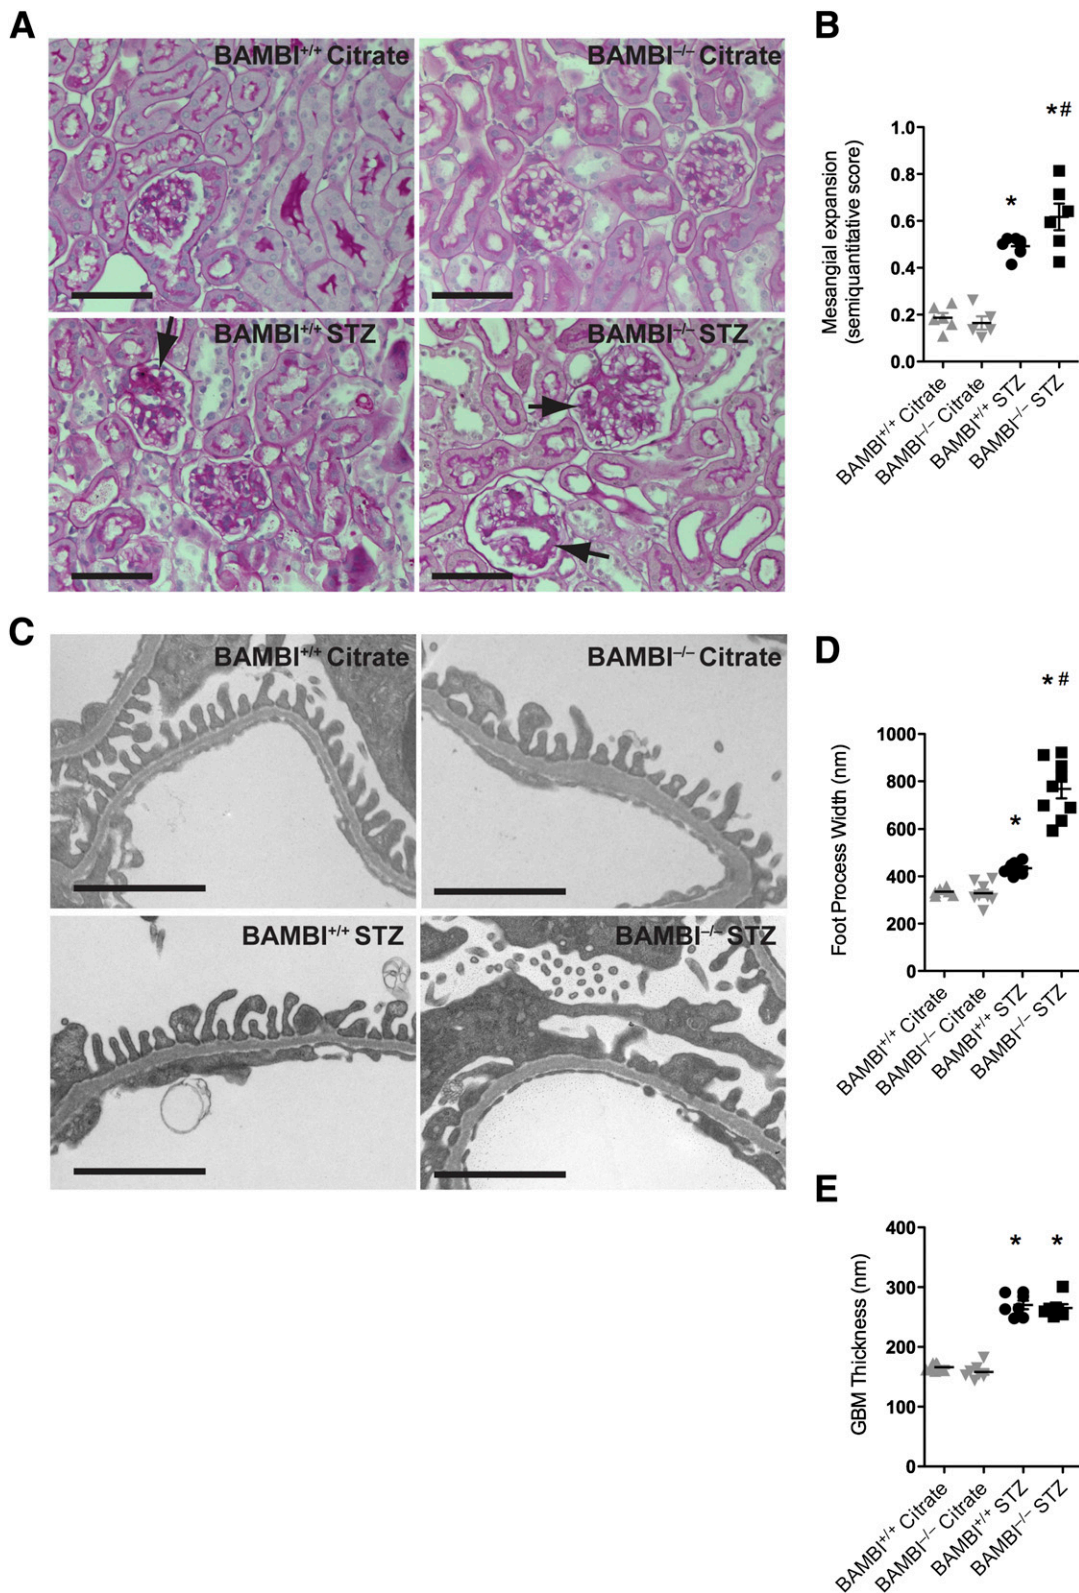 A
BAMBI+/+ Citrate
BAMBI–/– Citrate
BAMBI+/+ STZ
BAMBI–/– STZ
B
* *#
Mesangial expansion
(semiquantitative score)
1.0
0.8
0.6
0.4
0.2
0.0
BAMBI+/+ Citrate
BAMBI–/– Citrate
BAMBI+/+ STZ
BAMBI–/– STZ
C
BAMBI+/+ Citrate
BAMBI–/– Citrate
BAMBI+/+ STZ
BAMBI–/– STZ
D
* *#
Foot Process Width (nm)
1000
800
600
400
200
0
BAMBI+/+ Citrate
BAMBI–/– Citrate
BAMBI+/+ STZ
BAMBI–/– STZ
E
* *
GBM Thickness (nm)
400
300
200
100
0
BAMBI+/+ Citrate
BAMBI–/– Citrate
BAMBI+/+ STZ
BAMBI–/– STZ